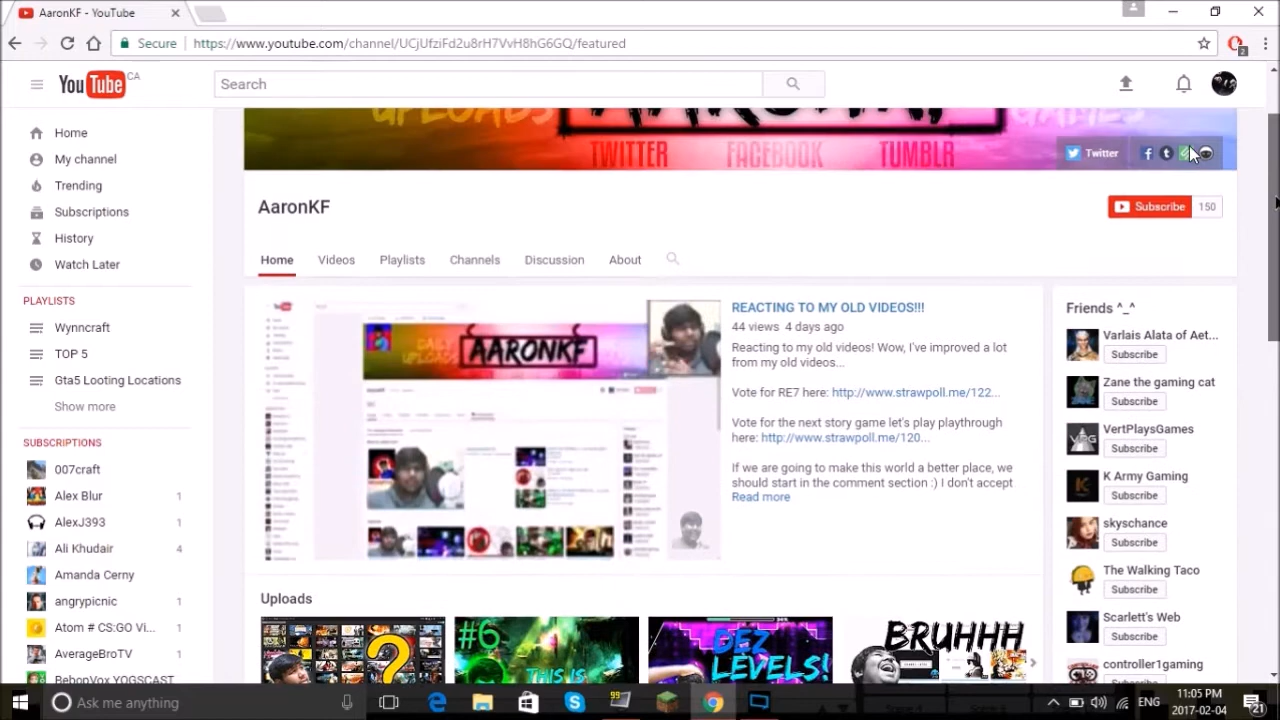 AaronKF - YouTube
Secure
https://www.youtube.com/channel/UCjUfziFd2u8rH7VvH8hG6GQ/featured
2
YouTube CA
Search
UPLOADS
GAMES
TWITTER FACEBOOK TUMBLR
Twitter
AaronKF
Subscribe 150
Home Videos Playlists Channels Discussion About
Home
My channel
Trending
Subscriptions
History
Watch Later
PLAYLISTS
Wynncraft
TOP 5
Gta5 Looting Locations
Show more
SUBSCRIPTIONS
007craft
Alex Blur 1
AlexJ393 1
Ali Khudair 4
Amanda Cerny
angrypicnic 1
Atom # CS:GO Vi... 1
AverageBroTV 1
BebopVox YOGSCAST
AARONKF
REACTING TO MY OLD VIDEOS!!!
44 views 4 days ago
Reacting to my old videos! Wow, I've improved a lot
from my old videos...
Vote for RE7 here: http://www.strawpoll.me/122...
Vote for the next story game let's play playthrough
here: http://www.strawpoll.me/120...
If we are going to make this world a better place, we
should start in the comment section :) I don't accept
Read more
Friends ^_^
Varlais Alata of Aet...
Subscribe
Zane the gaming cat
Subscribe
VertPlaysGames
Subscribe
K Army Gaming
Subscribe
skyschance
Subscribe
The Walking Taco
Subscribe
Scarlett's Web
Subscribe
controller1gaming
Uploads
?
#6
THIS IS
DEZ
LEVELS!
BRUHHH
Ask me anything
99
ENG
11:05 PM
2017-02-04
21